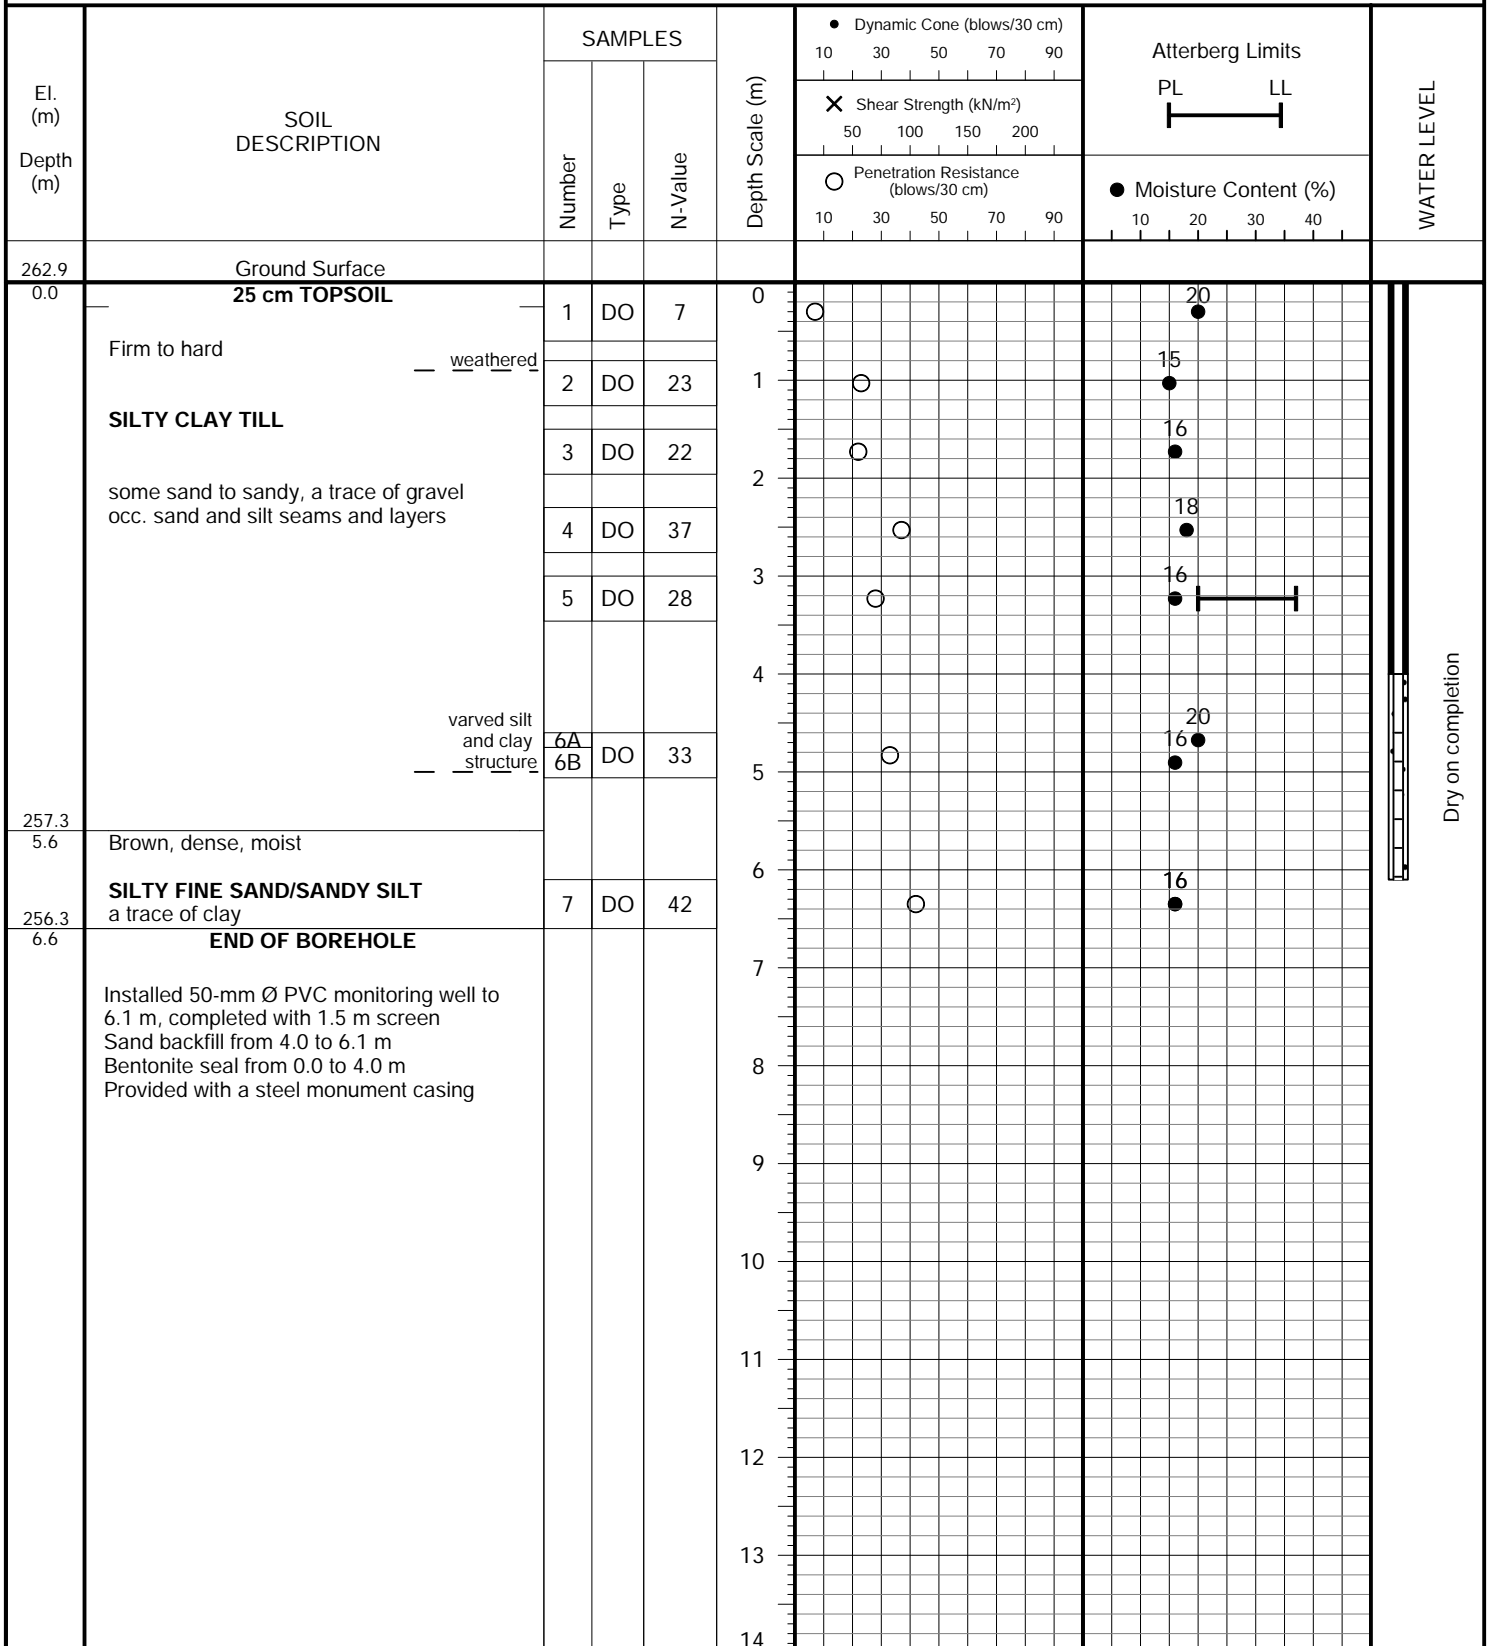 El.
(m)
Depth
(m)
SOIL
DESCRIPTION
SAMPLES
Number
Type
N-Value
Depth Scale (m)
Dynamic Cone (blows/30 cm)
10 30 50 70 90
Shear Strength (kN/m²)
50 100 150 200
Penetration Resistance
(blows/30 cm)
10 30 50 70 90
Atterberg Limits
PL LL
Moisture Content (%)
10 20 30 40
WATER LEVEL
262.9 Ground Surface
0.0 25 cm TOPSOIL 0 20
1 DO 7
Firm to hard
weathered 15
2 DO 23 1
SILTY CLAY TILL
16
3 DO 22
2
some sand to sandy, a trace of gravel
occ. sand and silt seams and layers
18
4 DO 37
3 16
5 DO 28
4
Dry on completion
varved silt
and clay
structure
20
6A
16
6B DO 33
5
257.3
5.6 Brown, dense, moist
6
SILTY FINE SAND/SANDY SILT 16
a trace of clay
7 DO 42
256.3
6.6 END OF BOREHOLE
7
Installed 50-mm Ø PVC monitoring well to
6.1 m, completed with 1.5 m screen
Sand backfill from 4.0 to 6.1 m
Bentonite seal from 0.0 to 4.0 m
Provided with a steel monument casing
8
9
10
11
12
13
14